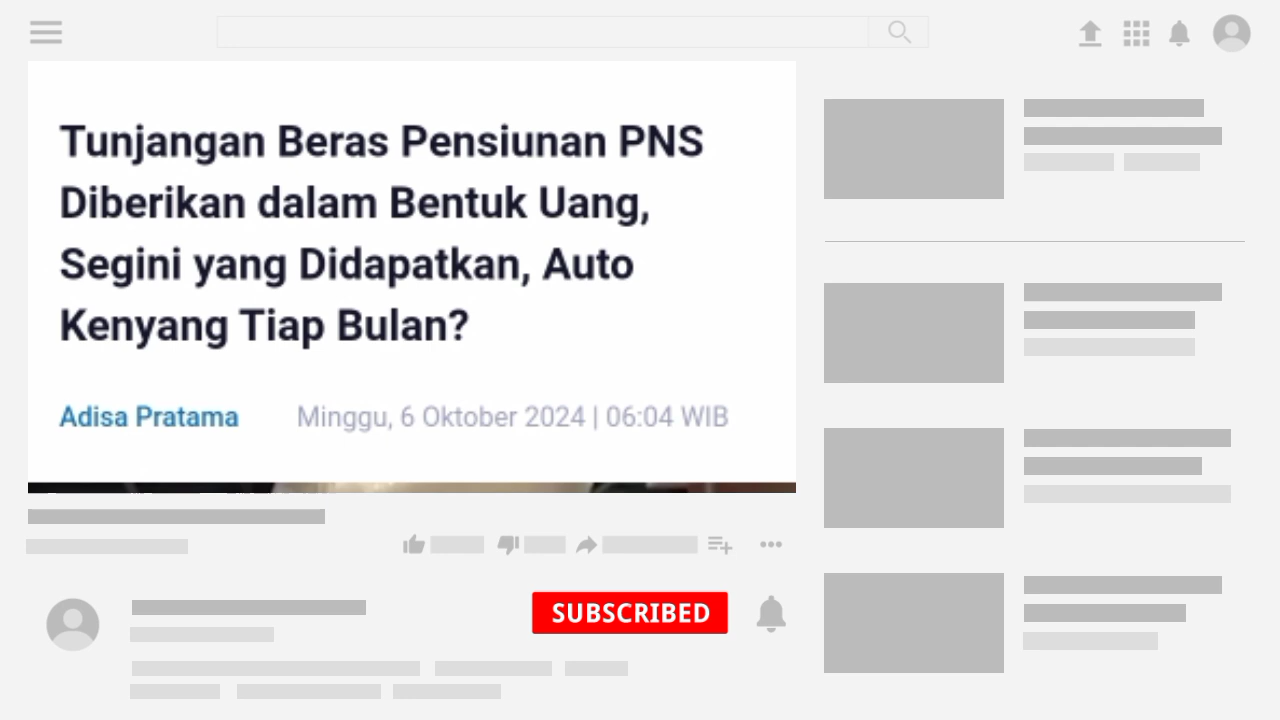 Tunjangan Beras Pensiunan PNS
Diberikan dalam Bentuk Uang,
Segini yang Didapatkan, Auto
Kenyang Tiap Bulan?
Adisa Pratama Minggu, 6 Oktober 2024 | 06:04 WIB
SUBSCRIBED